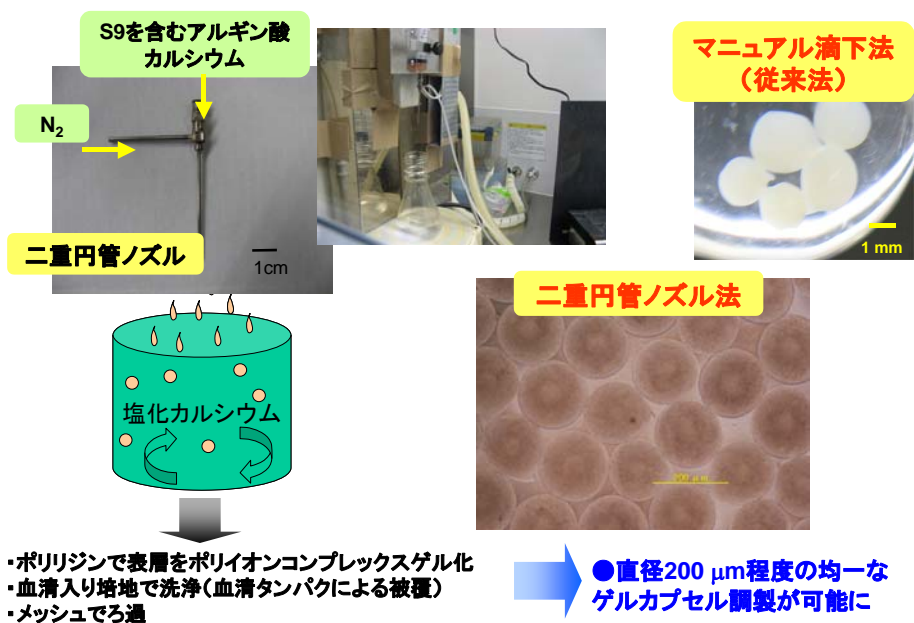 S9を含むアルギン酸
カルシウム
N2
二重円管ノズル
1cm
マニュアル滴下法
（従来法）
1 mm
二重円管ノズル法
200 μm
塩化カルシウム
・ポリリジンで表層をポリイオンコンプレックスゲル化
・血清入り培地で洗浄（血清タンパクによる被覆）
・メッシュでろ過
●直径200 μm程度の均一な
ゲルカプセル調製が可能に